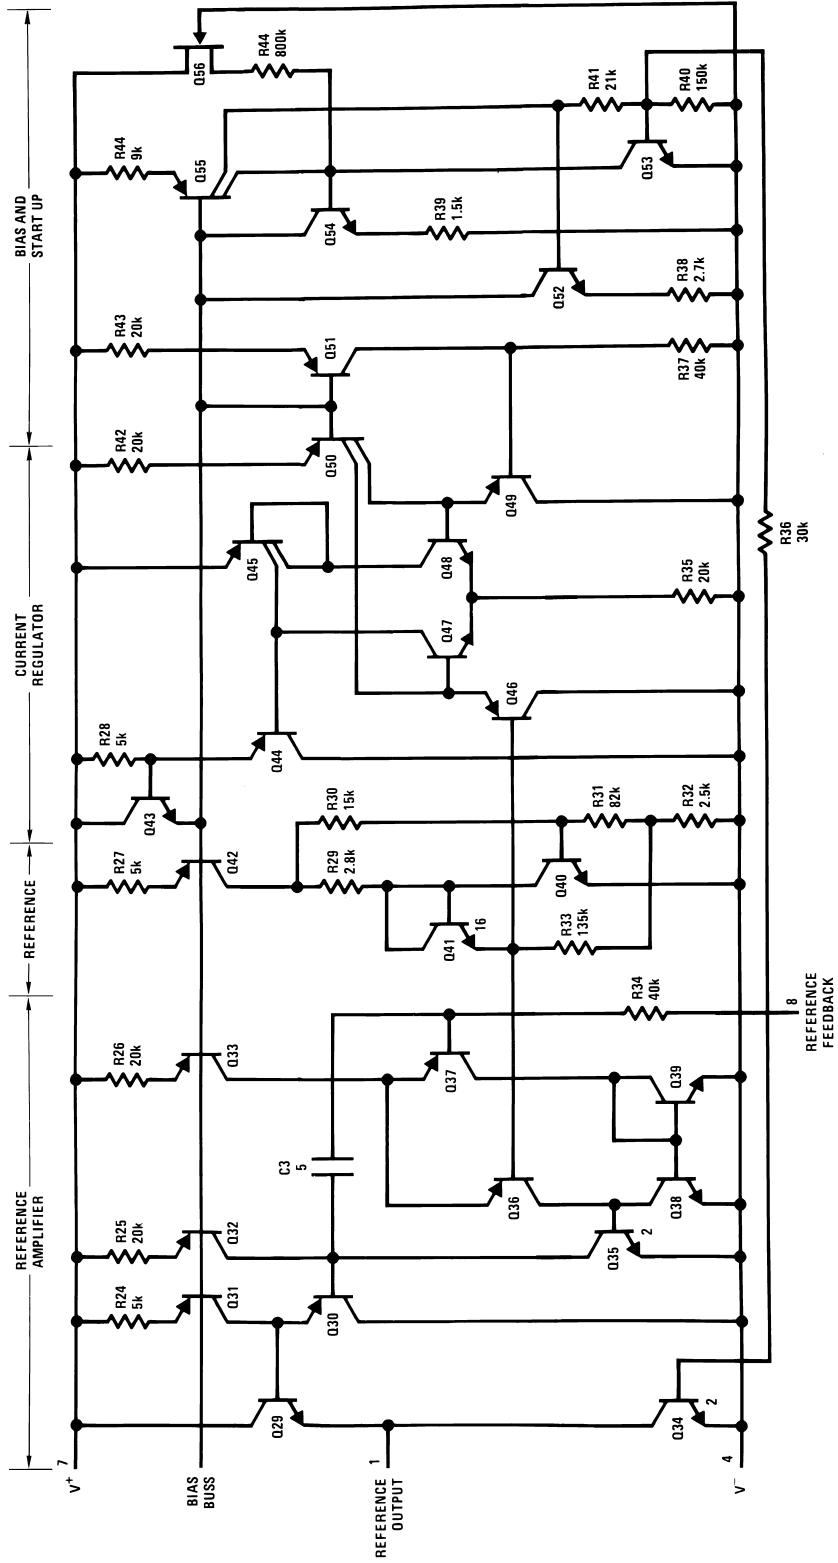 REFERENCE
AMPLIFIER
REFERENCE
CURRENT
REGULATOR
BIAS AND
START UP
V+
7
R24
5k
R25
20k
R26
20k
R27
5k
R28
5k
R42
20k
R43
20k
R44
9k
Q56
R44
800k
BIAS
BUSS
Q31
Q32
Q33
Q42
Q43
Q55
Q29
Q30
C3
5
R29
2.8k
R30
15k
Q44
Q45
Q50
Q51
Q54
R39
1.5k
REFERENCE
OUTPUT
1
Q37
Q41
16
Q47
Q48
Q36
Q46
Q49
Q52
R41
21k
Q35
2
R33
135k
Q40
R31
82k
Q34
2
Q38
Q39
R34
40k
R32
2.5k
R35
20k
R37
40k
R38
2.7k
Q53
R40
150k
V−
4
8
REFERENCE
FEEDBACK
R36
30k